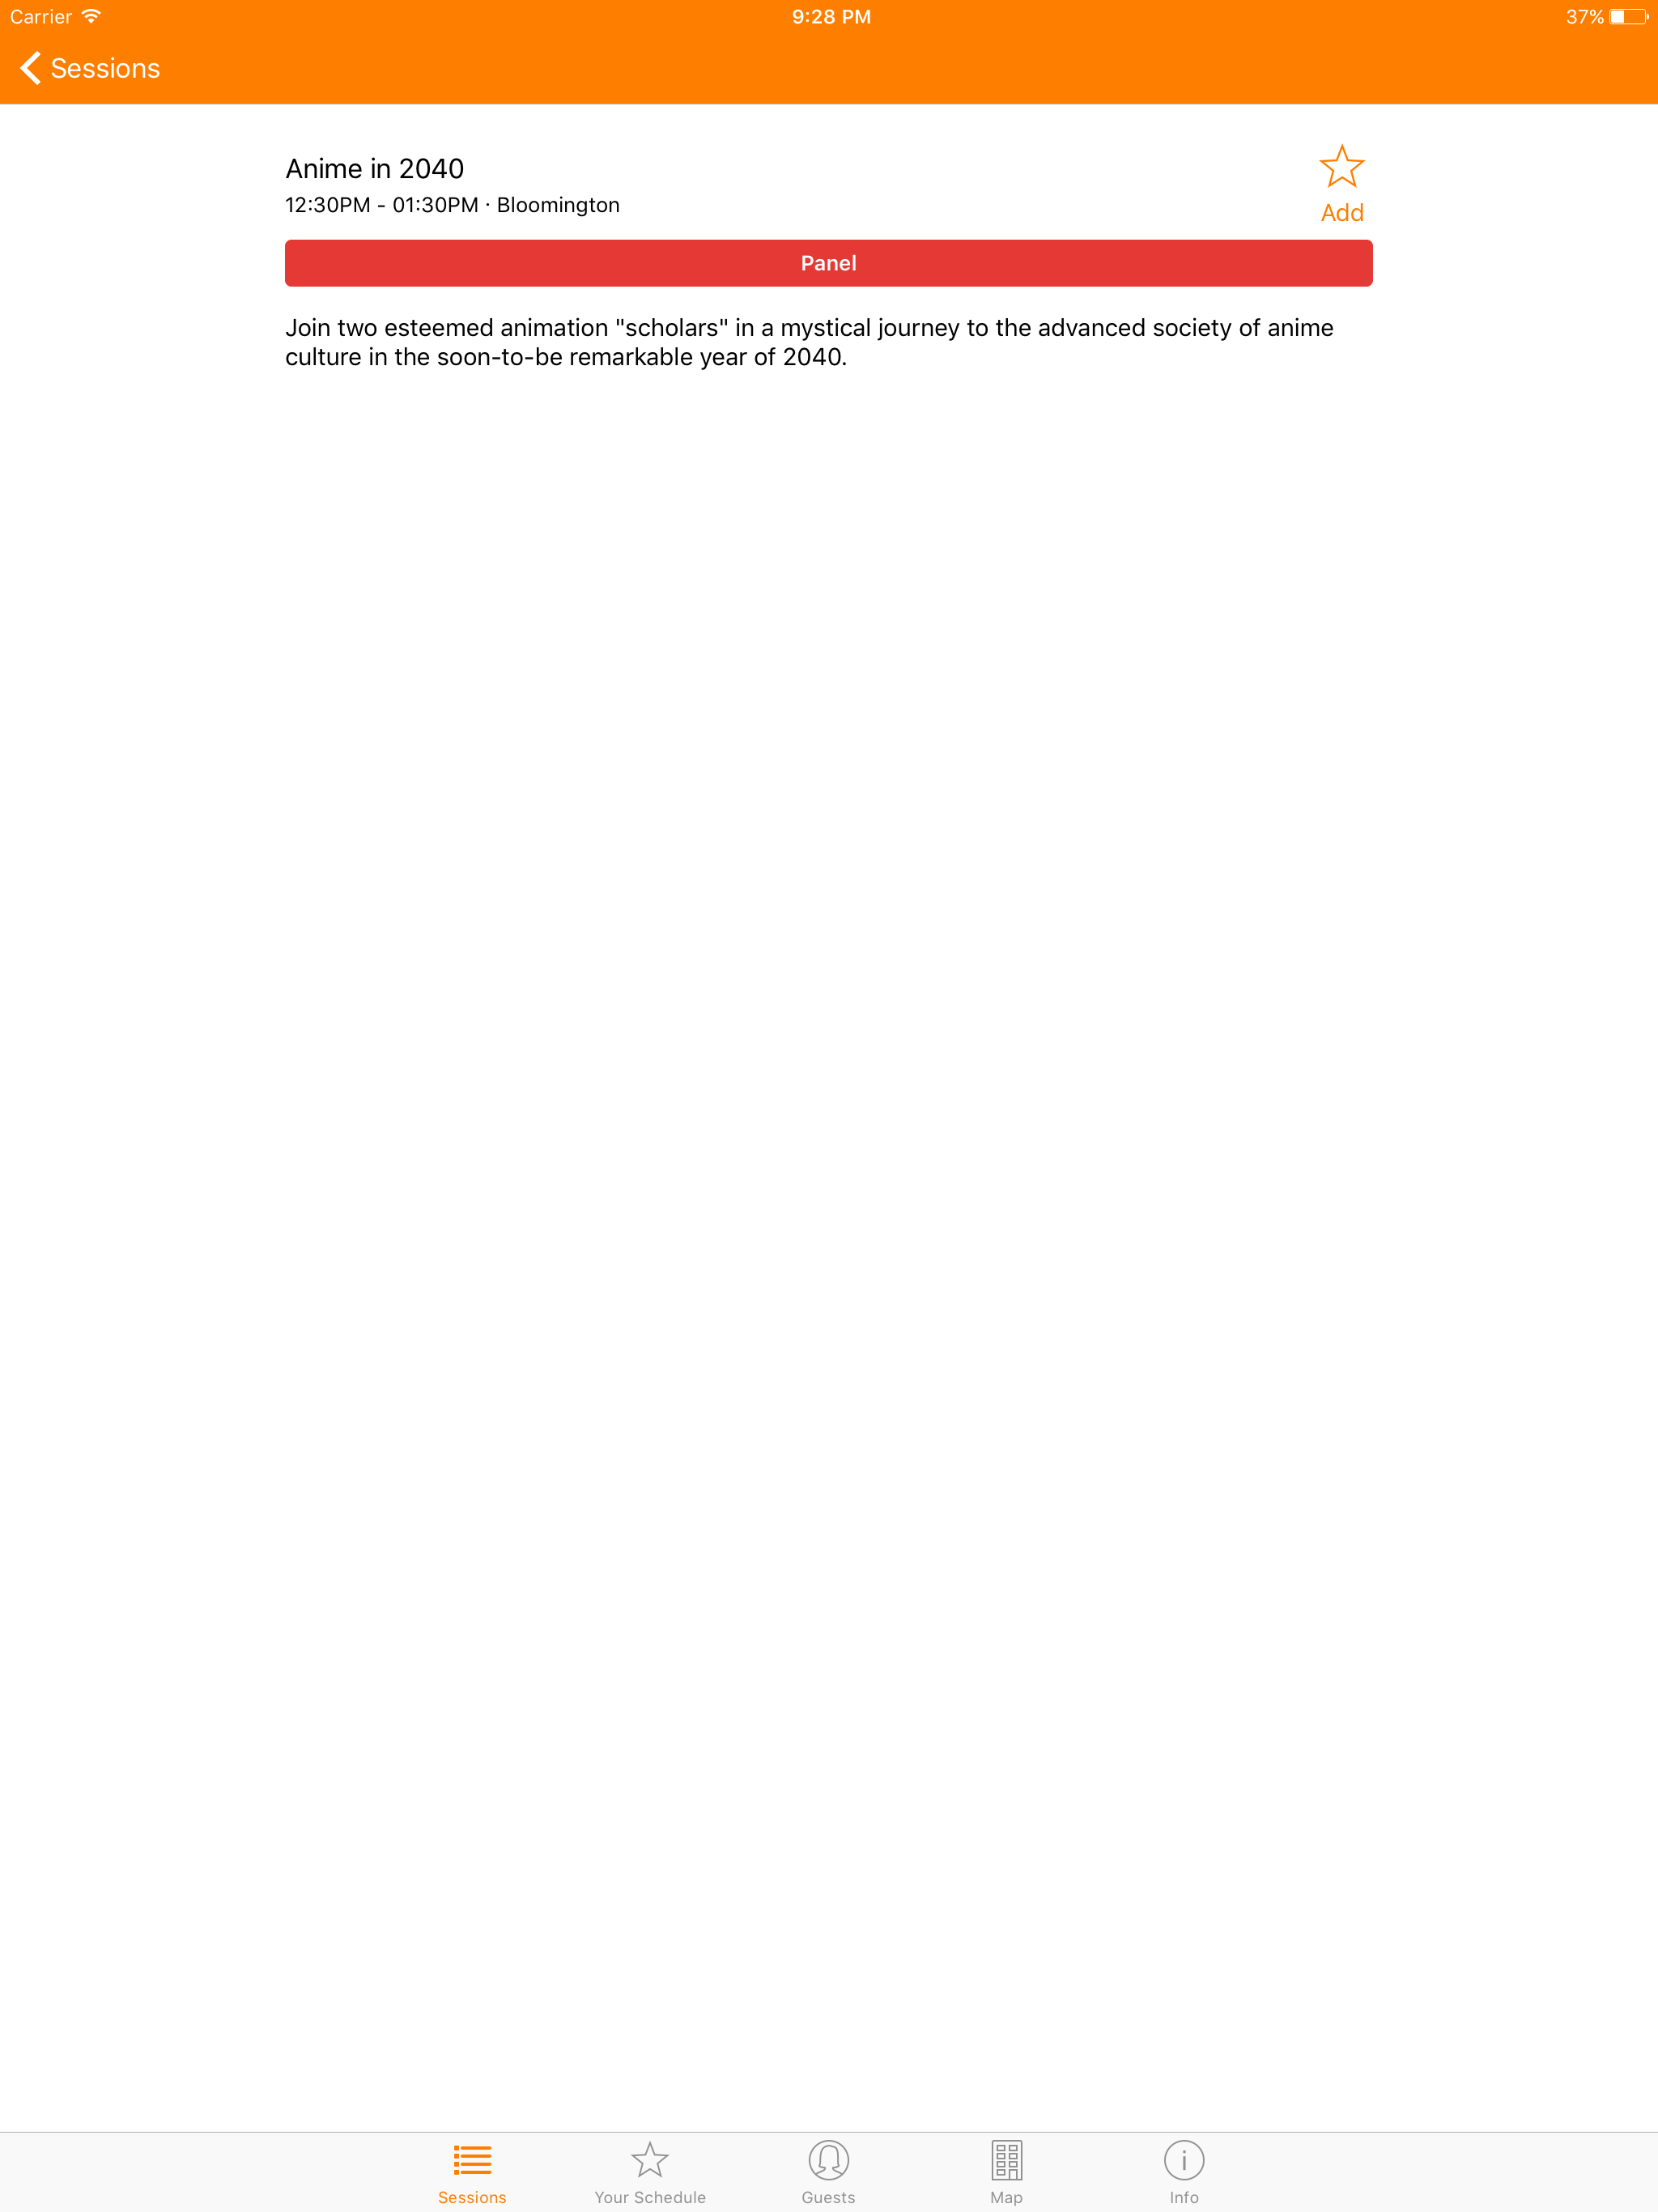 Carrier 9:28 PM 37%
Sessions
Anime in 2040
12:30PM - 01:30PM · Bloomington
Add
Panel
Join two esteemed animation "scholars" in a mystical journey to the advanced society of anime
culture in the soon-to-be remarkable year of 2040.
Sessions Your Schedule Guests Map Info